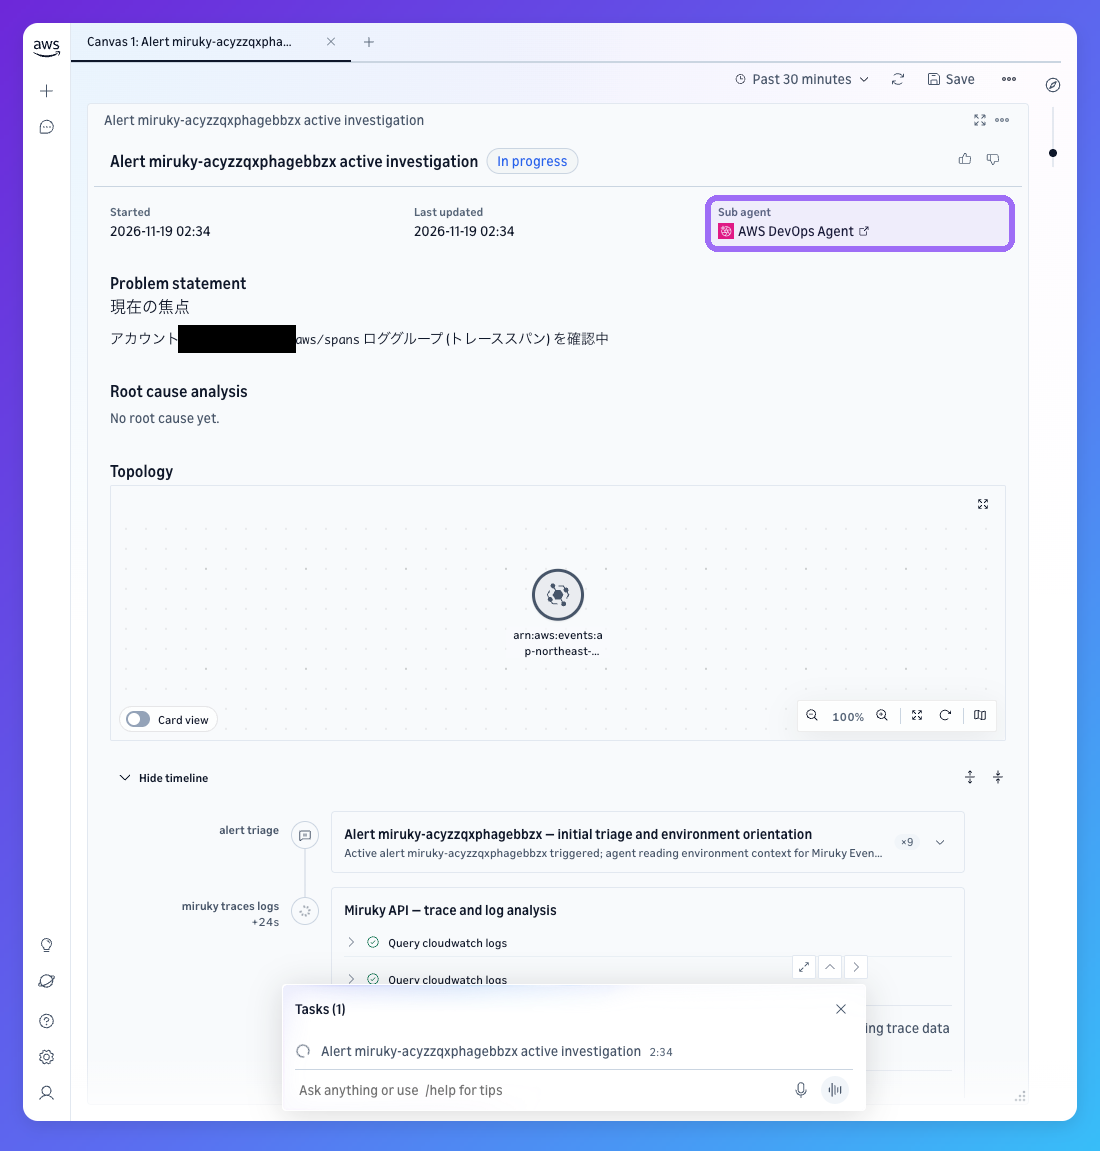 aws
Canvas 1: Alert miruky-acyzzqxpha...
Past 30 minutes
Save
Alert miruky-acyzzqxphagebbzx active investigation
Alert miruky-acyzzqxphagebbzx active investigation
In progress
Started
Last updated
Sub agent
2026-11-19 02:34
2026-11-19 02:34
AWS DevOps Agent
Problem statement
現在の焦点
アカウント aws/spans ロググループ (トレーススパン) を確認中
Root cause analysis
No root cause yet.
Topology
arn:aws:events:a
p-northeast-...
Card view
100%
Hide timeline
alert triage
Alert miruky-acyzzqxphagebbzx — initial triage and environment orientation
Active alert miruky-acyzzqxphagebbzx triggered; agent reading environment context for Miruky Even...
×9
miruky traces logs
+24s
Miruky API — trace and log analysis
Query cloudwatch logs
Query cloudwatch logs
ing trace data
Tasks (1)
Alert miruky-acyzzqxphagebbzx active investigation 2:34
Ask anything or use /help for tips